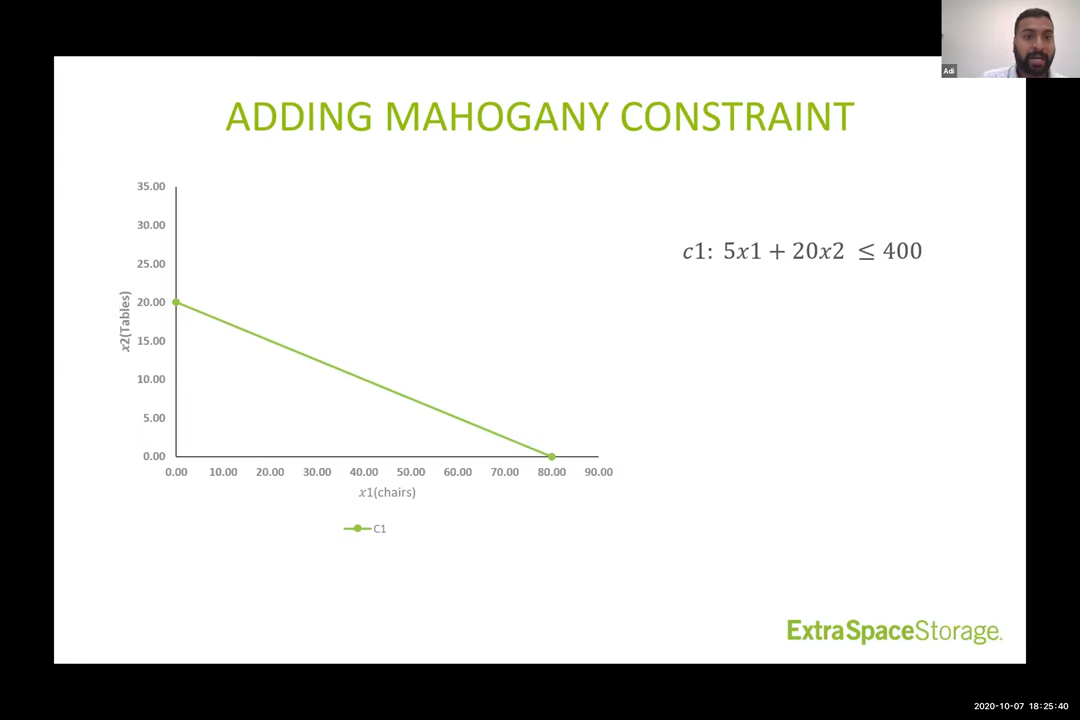 Adi
ADDING MAHOGANY CONSTRAINT
35.00
30.00
25.00
20.00
15.00
10.00
5.00
0.00
x2(Tables)
0.00 10.00 20.00 30.00 40.00 50.00 60.00 70.00 80.00 90.00
x1(chairs)
C1
c1: 5x1 + 20x2 ≤ 400
ExtraSpaceStorage.
2020-10-07 18:25:40